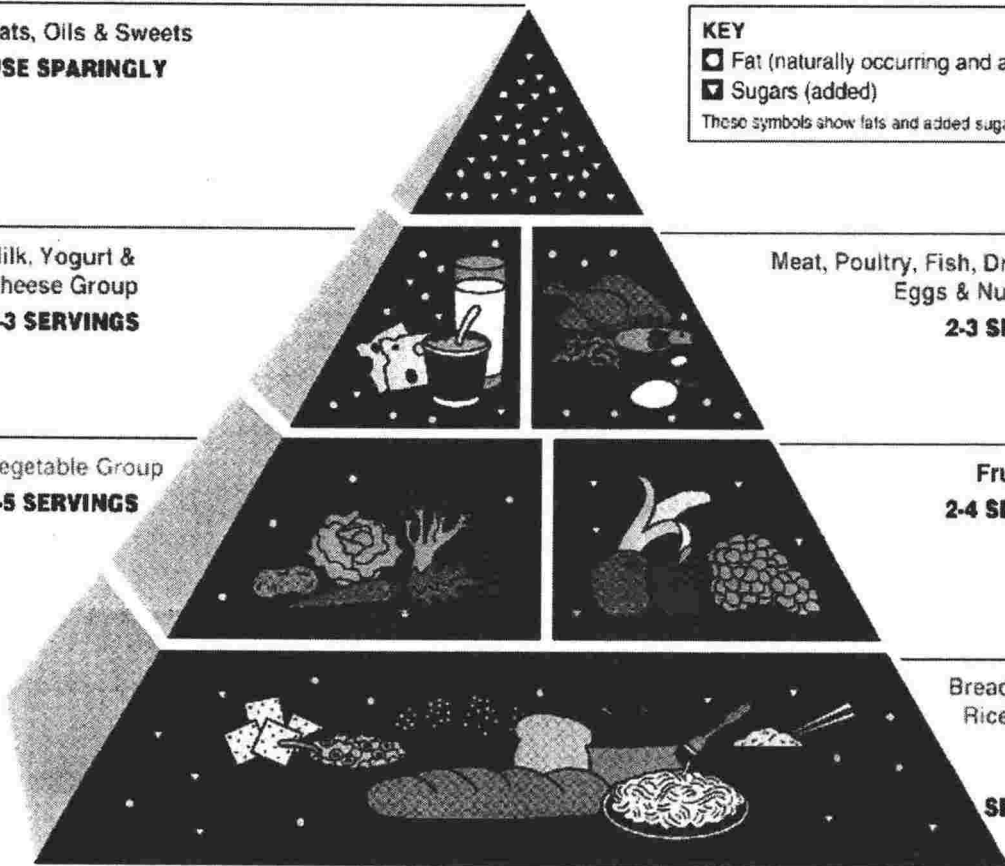 ats, Oils & Sweets
SE SPARINGLY
KEY
Fat (naturally occurring and a
Sugars (added)
These symbols show fats and added suga
ilk, Yogurt &
heese Group
-3 SERVINGS
Meat, Poultry, Fish, Dr
Eggs & Nu
2-3 SE
egetable Group
-5 SERVINGS
Fru
2-4 SE
Bread
Rice
SE